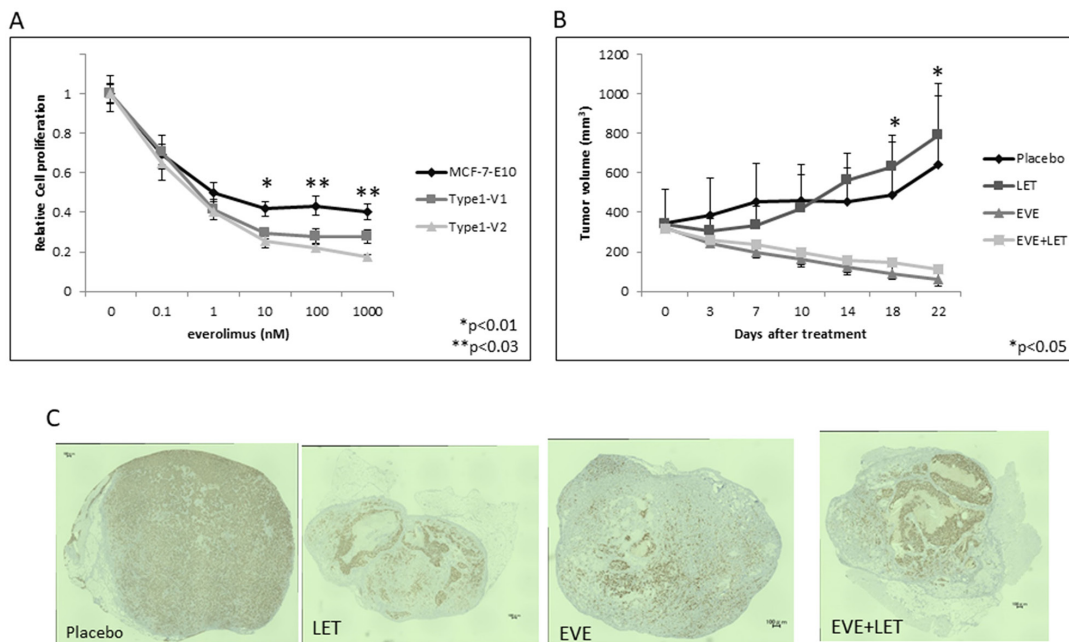 A
Relative Cell proliferation
1
0.8
0.6
0.4
0.2
0
0 0.1 1 10 100 1000
everolimus (nM)
* ** **
MCF-7-E10
Type1-V1
Type1-V2
*p<0.01
**p<0.03
B
Tumor volume (mm³)
1200
1000
800
600
400
200
0
0 3 7 10 14 18 22
Days after treatment
* *
Placebo
LET
EVE
EVE+LET
*p<0.05
C
Placebo
LET
EVE
100μm
EVE+LET